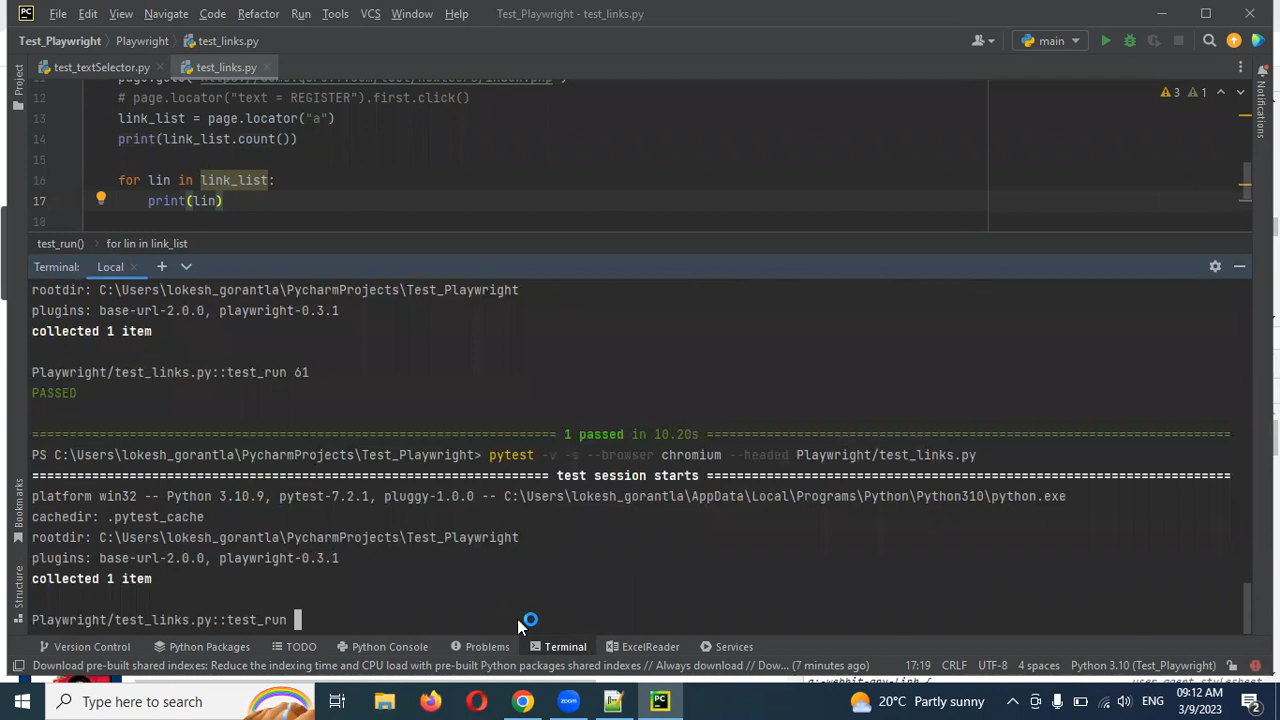 PC File Edit View Navigate Code Refactor Run Tools VCS Window Help Test_Playwright - test_links.py
Test_Playwright Playwright test_links.py main
Project
test_textSelector.py test_links.py
Notifications
12 # page.locator("text = REGISTER").first.click()
13 link_list = page.locator("a")
14 print(link_list.count())
15
16 for lin in link_list:
17 print(lin)
18
3 1
test_run() for lin in link_list
Terminal: Local
rootdir: C:\Users\lokesh_gorantla\PycharmProjects\Test_Playwright
plugins: base-url-2.0.0, playwright-0.3.1
collected 1 item
Playwright/test_links.py::test_run 61
PASSED
============ 1 passed in 10.20s ============
PS C:\Users\lokesh_gorantla\PycharmProjects\Test_Playwright> pytest -v -s --browser chromium --headed Playwright/test_links.py
============ test session starts ============
platform win32 -- Python 3.10.9, pytest-7.2.1, pluggy-1.0.0 -- C:\Users\lokesh_gorantla\AppData\Local\Programs\Python\Python310\python.exe
cachedir: .pytest_cache
rootdir: C:\Users\lokesh_gorantla\PycharmProjects\Test_Playwright
plugins: base-url-2.0.0, playwright-0.3.1
collected 1 item
Playwright/test_links.py::test_run
Bookmarks
Structure
Version Control Python Packages TODO Python Console Problems Terminal ExcelReader Services
Download pre-built shared indexes: Reduce the indexing time and CPU load with pre-built Python packages shared indexes // Always download // Dow... (7 minutes ago) 17:19 CRLF UTF-8 4 spaces Python 3.10 (Test_Playwright)
Type here to search PC 20°C Partly sunny ENG 09:12 AM
3/9/2023 2